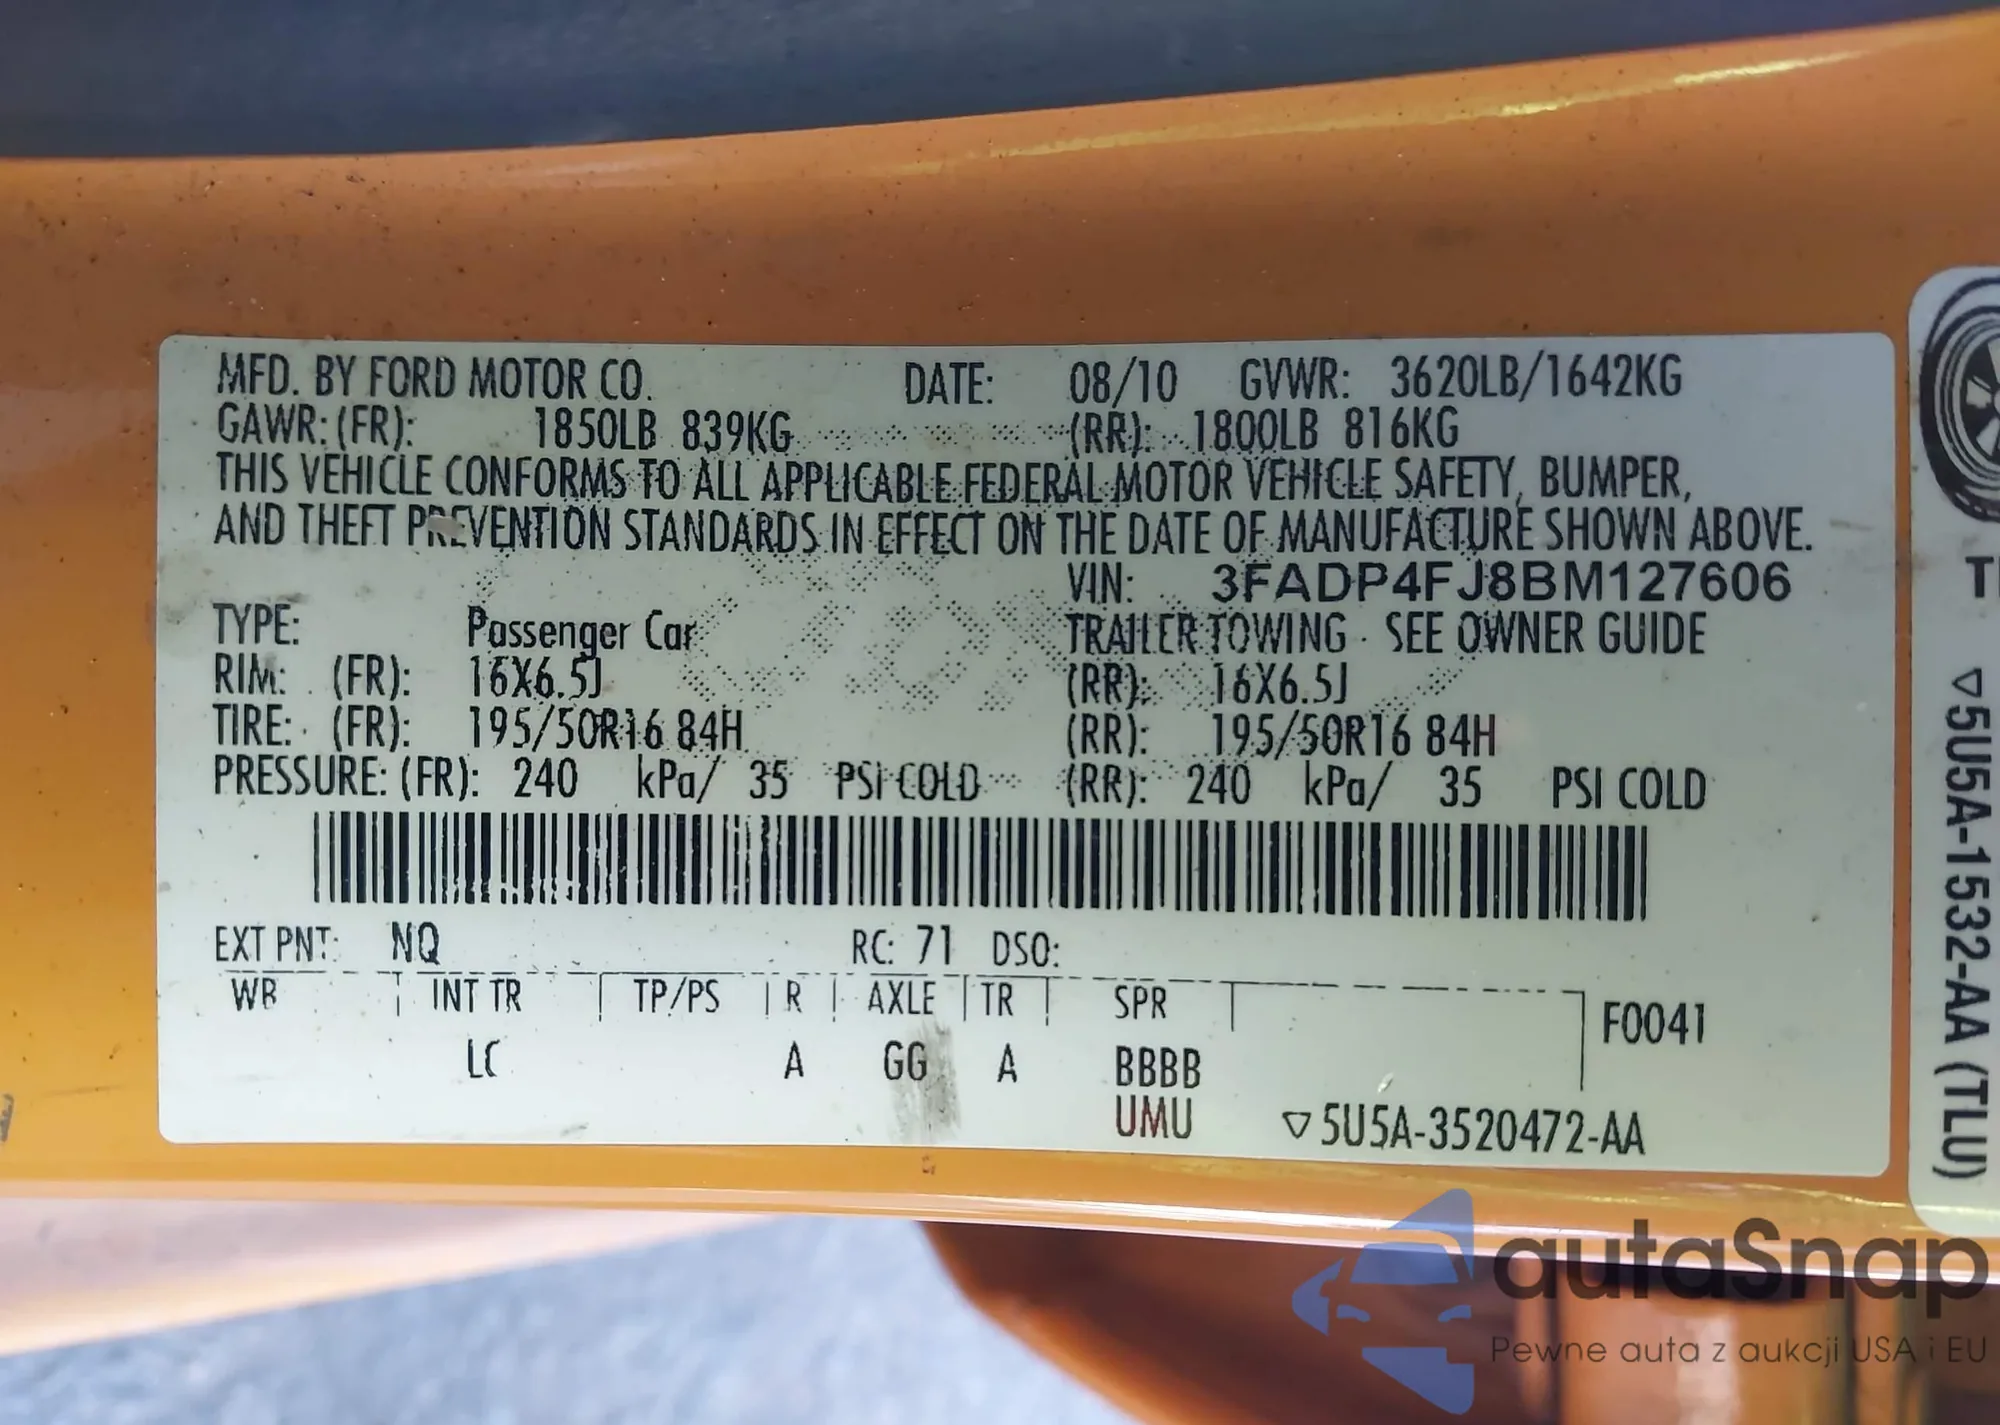 MFD. BY FORD MOTOR CO. DATE: 08/10 GVWR: 3620LB/1642KG
GAWR: (FR): 1850LB 839KG (RR): 1800LB 816KG
THIS VEHICLE CONFORMS TO ALL APPLICABLE FEDERAL MOTOR VEHICLE SAFETY, BUMPER,
AND THEFT PREVENTION STANDARDS IN EFFECT ON THE DATE OF MANUFACTURE SHOWN ABOVE.
VIN: 3FADP4FJ8BM127606
TYPE: Passenger Car TRAILER TOWING - SEE OWNER GUIDE
RIM: (FR): 16X6.5J (RR): 16X6.5J
TIRE: (FR): 195/50R16 84H (RR): 195/50R16 84H
PRESSURE: (FR): 240 kPa/ 35 PSI COLD (RR): 240 kPa/ 35 PSI COLD
EXT PNT: NQ RC: 71 DSO:
WB INT TR TP/PS R AXLE TR SPR F0041
LC A GG A BBBB
UMU ▽5U5A-3520472-AA
▽5U5A-1532-AA (TLU)
autaSnap
Pewne auta z aukcji USA i EU